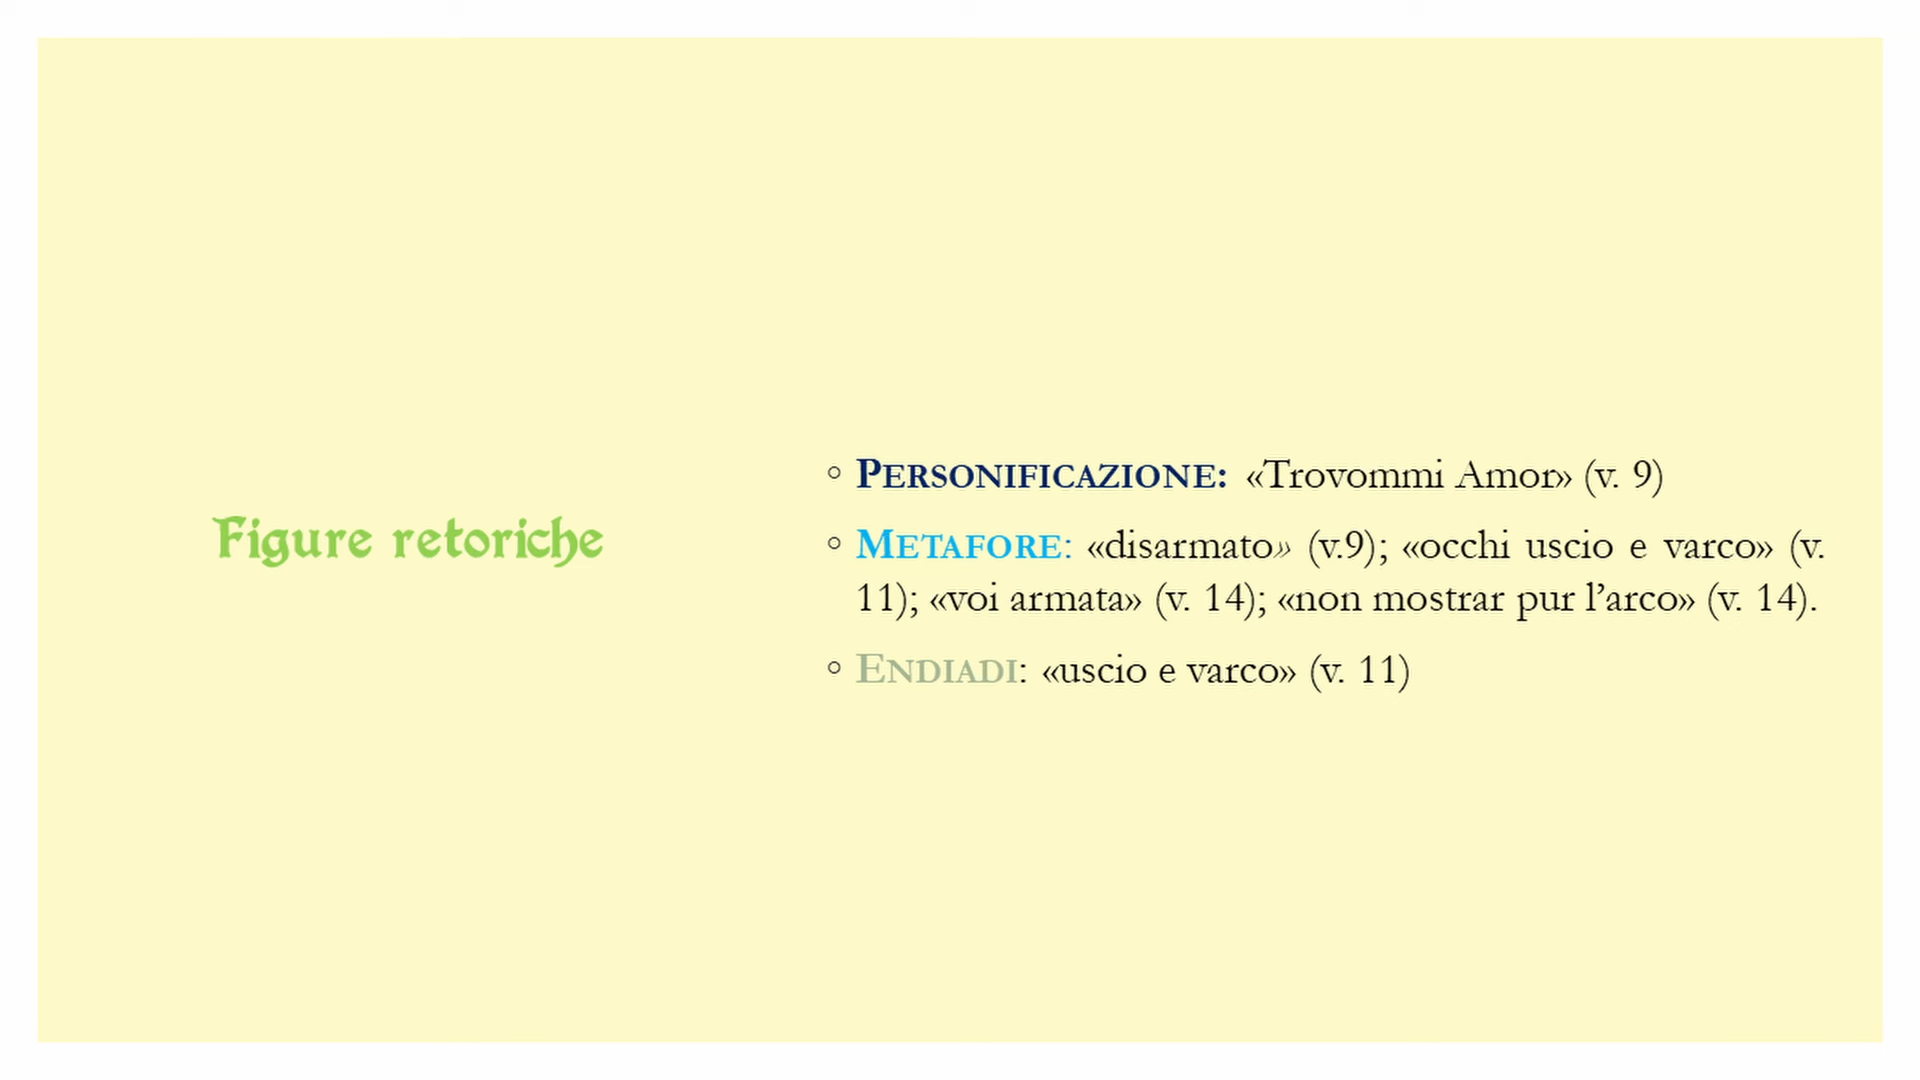 Figure retoriche
◦ PERSONIFICAZIONE: «Trovommi Amor» (v. 9)
◦ METAFORE: «disarmato» (v.9); «occhi uscio e varco» (v.
11); «voi armata» (v. 14); «non mostrar pur l’arco» (v. 14).
◦ ENDIADI: «uscio e varco» (v. 11)